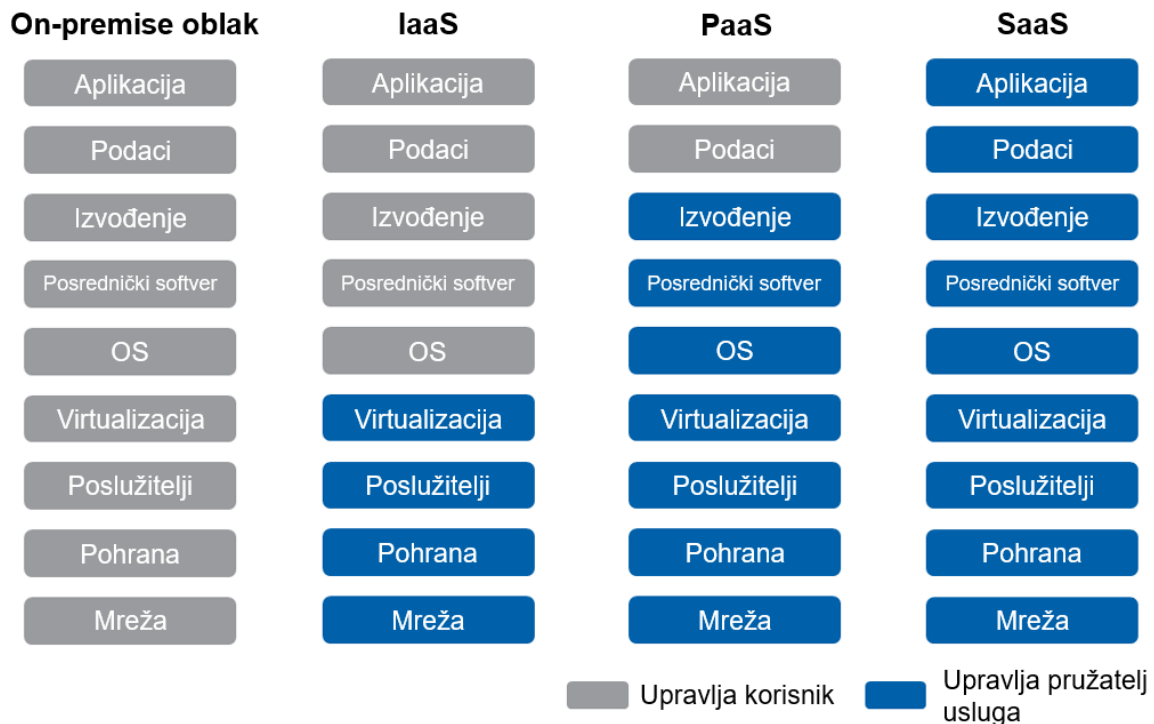 On-premise oblak IaaS PaaS SaaS
Aplikacija Aplikacija Aplikacija Aplikacija
Podaci Podaci Podaci Podaci
Izvođenje Izvođenje Izvođenje Izvođenje
Posrednički softver Posrednički softver Posrednički softver Posrednički softver
OS OS OS OS
Virtualizacija Virtualizacija Virtualizacija Virtualizacija
Poslužitelji Poslužitelji Poslužitelji Poslužitelji
Pohrana Pohrana Pohrana Pohrana
Mreža Mreža Mreža Mreža
Upravlja korisnik Upravlja pružatelj
usluga